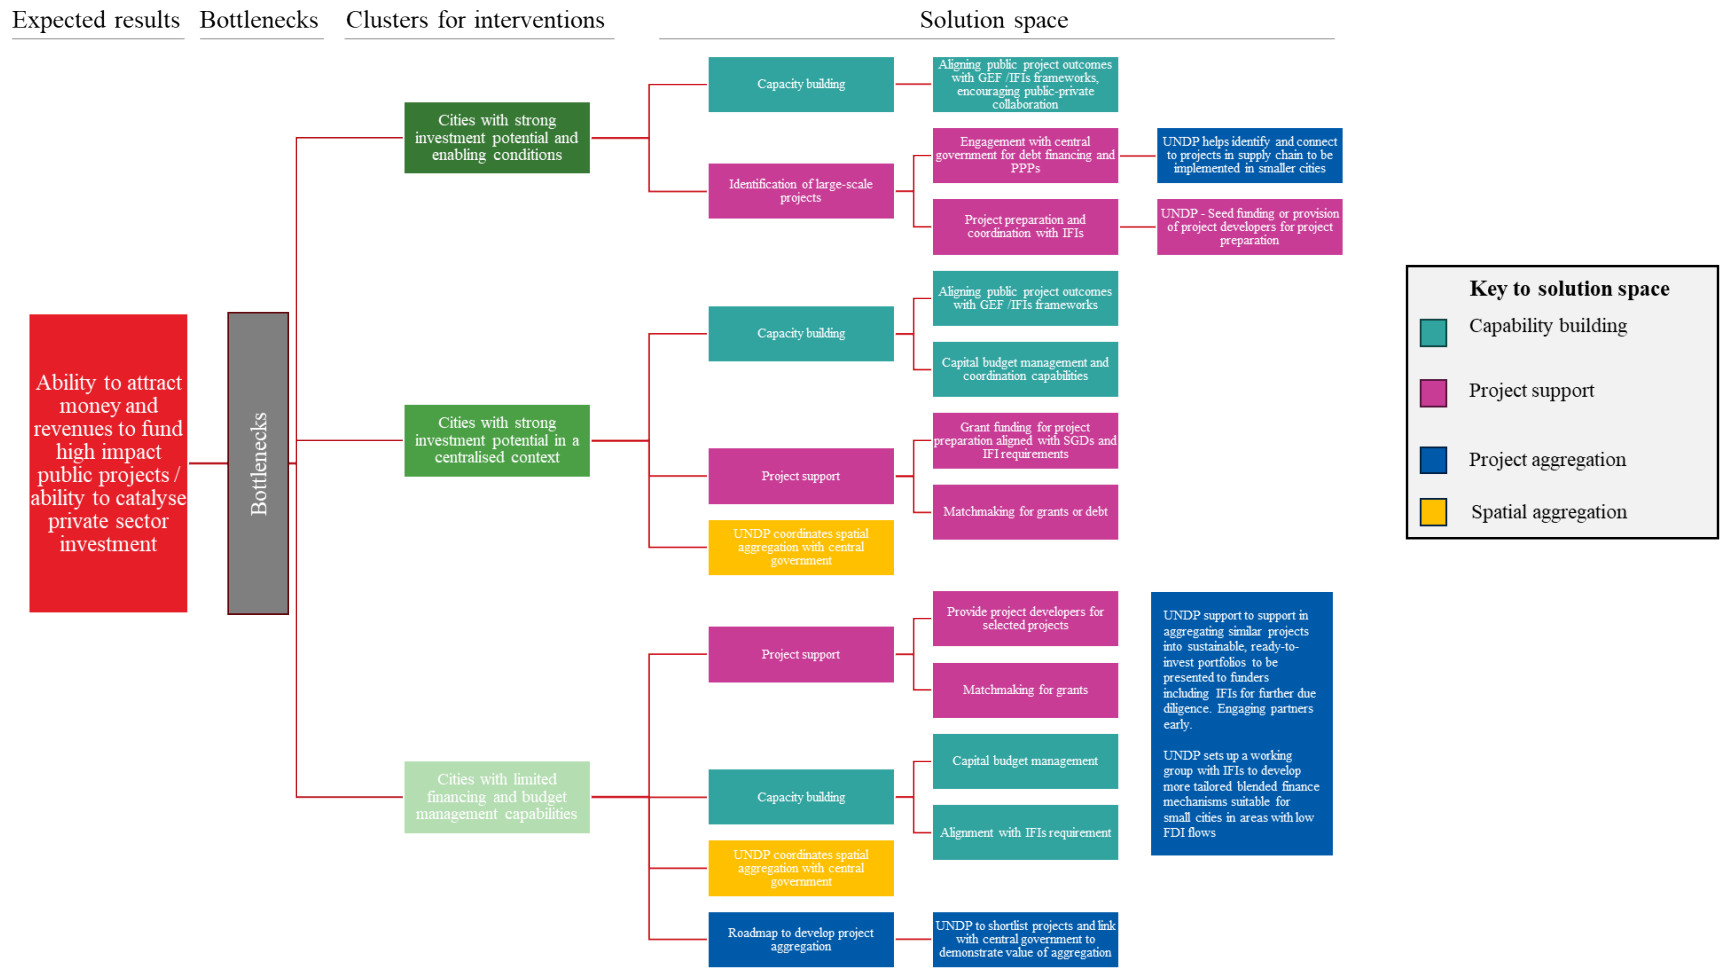 Expected results
Bottlenecks
Clusters for interventions
Solution space
Ability to attract
money and
revenues to fund
high impact
public projects /
ability to catalyse
private sector
investment
Bottlenecks
Cities with strong
investment potential and
enabling conditions
Capacity building
Aligning public project outcomes
with GEF /IFIs frameworks,
encouraging public-private
collaboration
Identification of large-scale
projects
Engagement with central
government for debt financing and
PPPs
UNDP helps identify and connect
to projects in supply chain to be
implemented in smaller cities
Project preparation and
coordination with IFIs
UNDP - Seed funding or provision
of project developers for project
preparation
Cities with strong
investment potential in a
centralised context
Capacity building
Aligning public project outcomes
with GEF /IFIs frameworks
Capital budget management and
coordination capabilities
Project support
Grant funding for project
preparation aligned with SGDs and
IFI requirements
Matchmaking for grants or debt
UNDP coordinates spatial
aggregation with central
government
Cities with limited
financing and budget
management capabilities
Project support
Provide project developers for
selected projects
Matchmaking for grants
Capacity building
Capital budget management
Alignment with IFIs requirement
UNDP coordinates spatial
aggregation with central
government
Roadmap to develop project
aggregation
UNDP to shortlist projects and link
with central government to
demonstrate value of aggregation
UNDP support to support in
aggregating similar projects
into sustainable, ready-to-
invest portfolios to be
presented to funders
including IFIs for further due
diligence. Engaging partners
early.
UNDP sets up a working
group with IFIs to develop
more tailored blended finance
mechanisms suitable for
small cities in areas with low
FDI flows
Key to solution space
Capability building
Project support
Project aggregation
Spatial aggregation